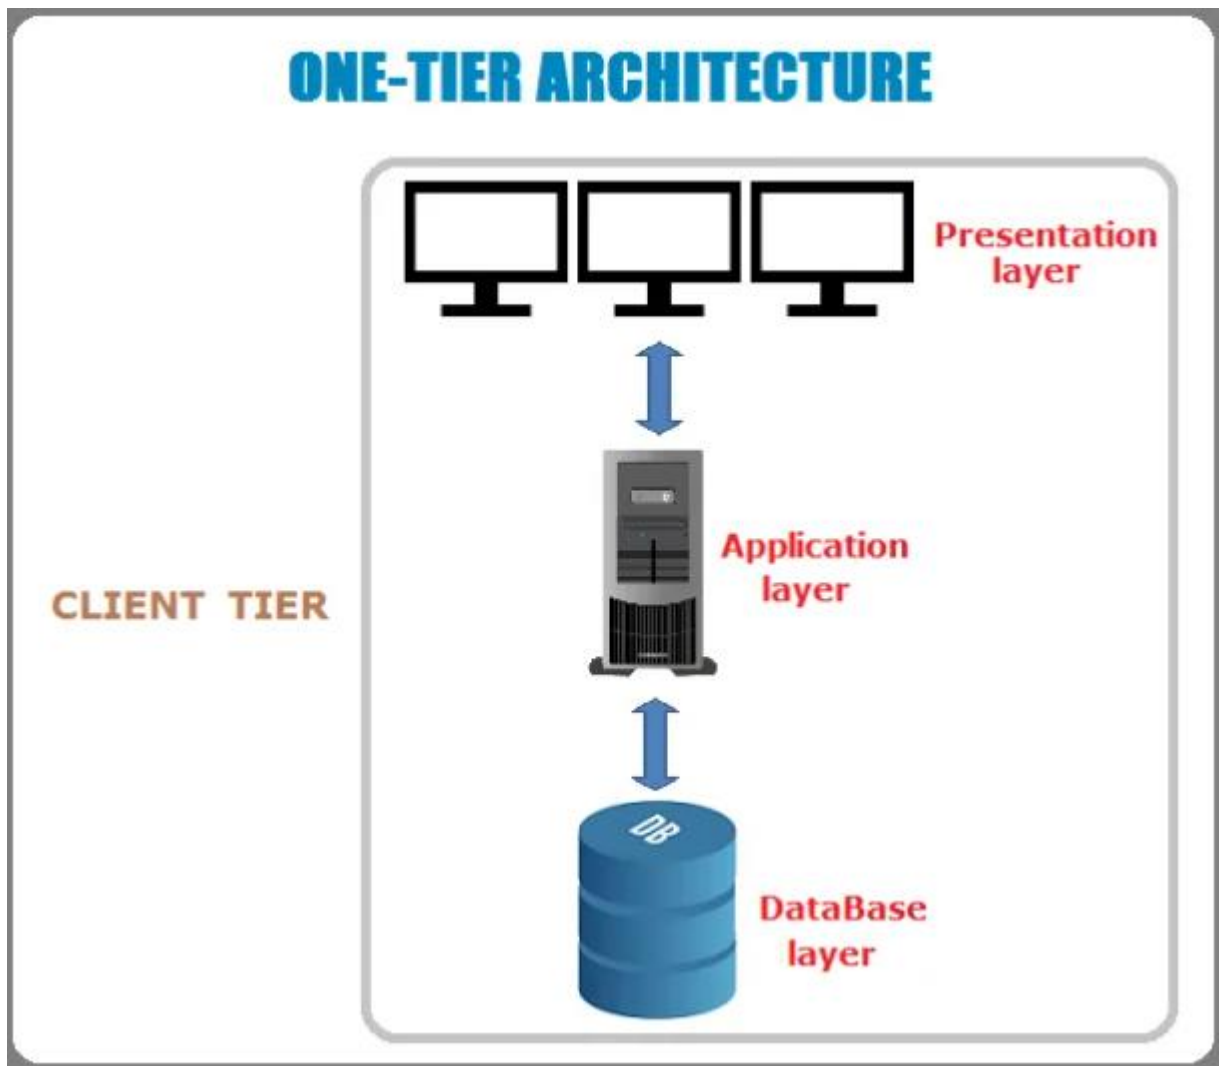 ONE-TIER ARCHITECTURE
Presentation
layer
Application
layer
CLIENT TIER
DB
DataBase
layer